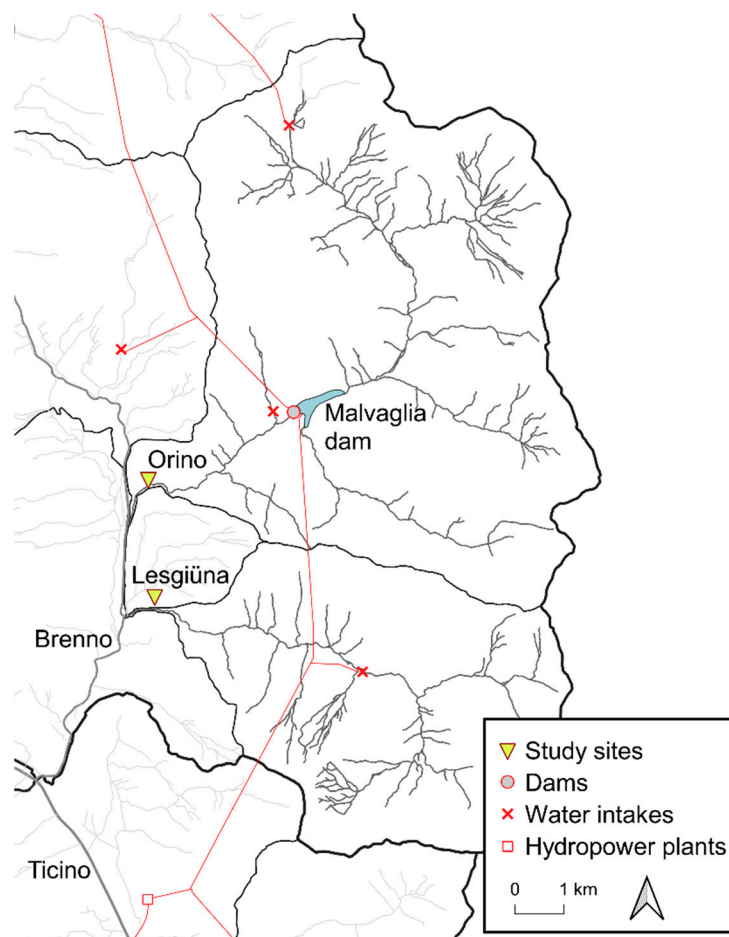 Malvaglia
dam
Orino
Lesgiüna
Brenno
Ticino
Study sites
Dams
Water intakes
Hydropower plants
0 1 km